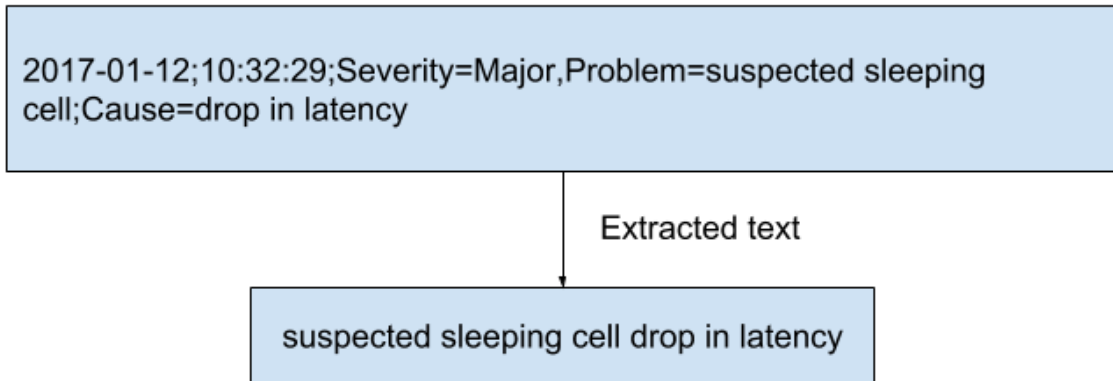 2017-01-12;10:32:29;Severity=Major,Problem=suspected sleeping
cell;Cause=drop in latency
Extracted text
suspected sleeping cell drop in latency